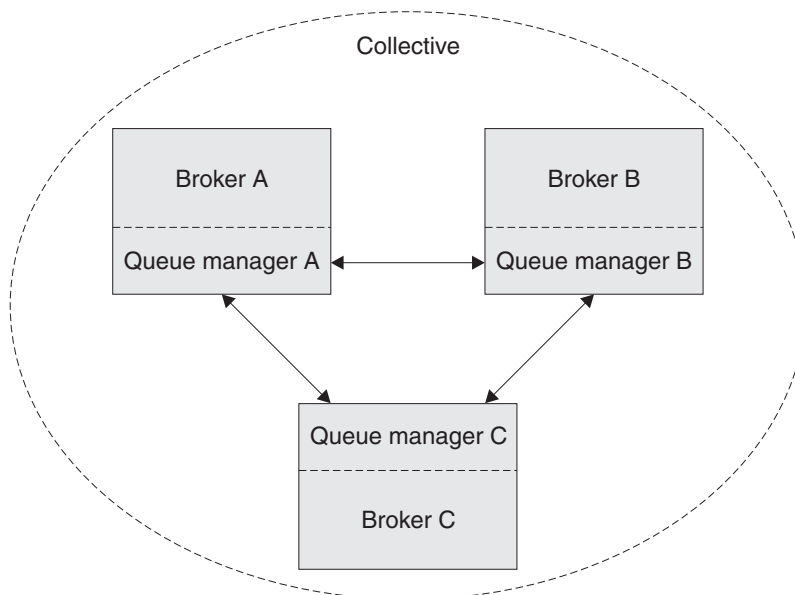 Collective
Broker A
Broker B
Queue manager A
Queue manager B
Queue manager C
Broker C